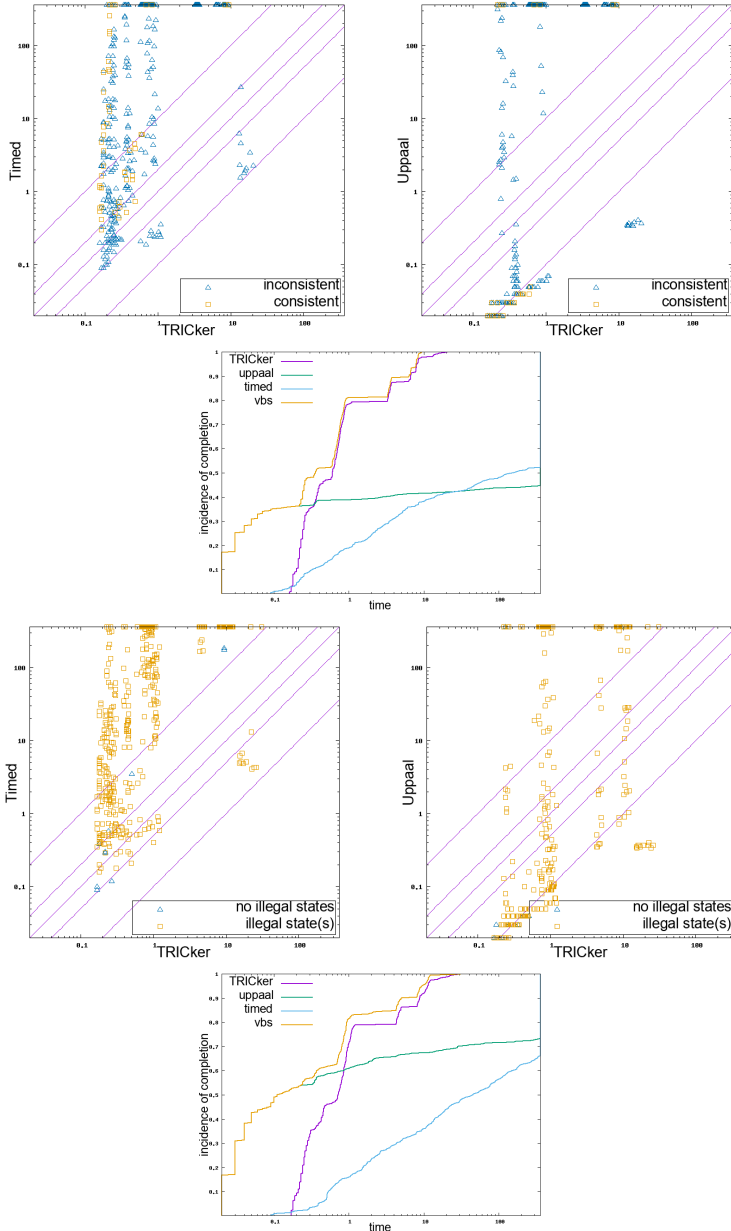 100
10
1
0.1
Timed
inconsistent
consistent
0.1 1 10 100
TRICker
100
10
1
0.1
Uppaal
inconsistent
consistent
0.1 1 10 100
TRICker
1
0.9
0.8
0.7
0.6
0.5
0.4
0.3
0.2
0.1
incidence of completion
TRICker
uppaal
timed
vbs
0.1 1 10 100
time
100
10
1
0.1
Timed
no illegal states
illegal state(s)
0.1 1 10 100
TRICker
100
10
1
0.1
Uppaal
no illegal states
illegal state(s)
0.1 1 10 100
TRICker
1
0.9
0.8
0.7
0.6
0.5
0.4
0.3
0.2
0.1
incidence of completion
TRICker
uppaal
timed
vbs
0.1 1 10 100
time